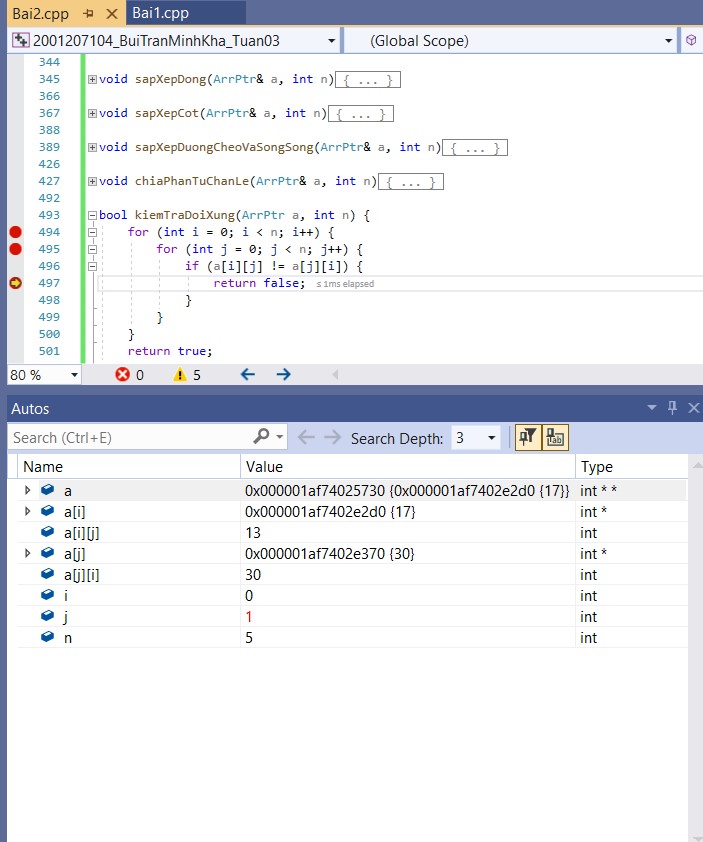 Bai2.cpp Bai1.cpp
2001207104_BuiTranMinhKha_Tuan03 (Global Scope)
344
345 void sapXepDong(ArrPtr& a, int n){ ... }
366
367 void sapXepCot(ArrPtr& a, int n){ ... }
388
389 void sapXepDuongCheoVaSongSong(ArrPtr& a, int n){ ... }
426
427 void chiaPhanTuChanLe(ArrPtr& a, int n){ ... }
492
493 bool kiemTraDoiXung(ArrPtr a, int n) {
494 for (int i = 0; i < n; i++) {
495 for (int j = 0; j < n; j++) {
496 if (a[i][j] != a[j][i]) {
497 return false; ≤ 1ms elapsed
498 }
499 }
500 }
501 return true;
80 % 0 5
Autos
Search (Ctrl+E) Search Depth: 3
Name Value Type
a 0x000001af74025730 {0x000001af7402e2d0 {17}} int * *
a[i] 0x000001af7402e2d0 {17} int *
a[i][j] 13 int
a[j] 0x000001af7402e370 {30} int *
a[j][i] 30 int
i 0 int
j 1 int
n 5 int